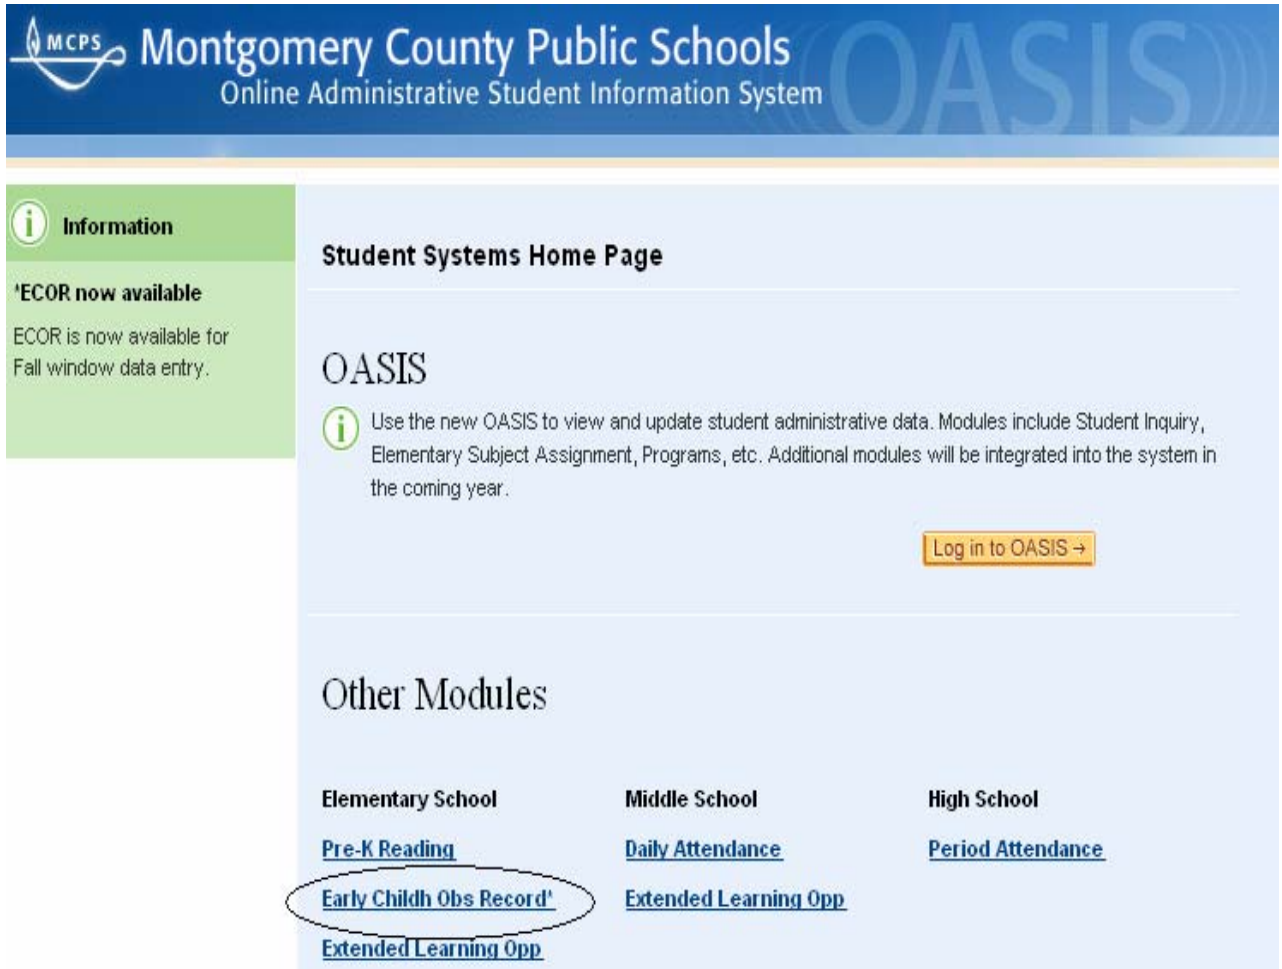 MCPS
Montgomery County Public Schools
Online Administrative Student Information System
OASIS
Information
*ECOR now available
ECOR is now available for
Fall window data entry.
Student Systems Home Page
OASIS
Use the new OASIS to view and update student administrative data. Modules include Student Inquiry,
Elementary Subject Assignment, Programs, etc. Additional modules will be integrated into the system in
the coming year.
Log in to OASIS →
Other Modules
Elementary School
Pre-K Reading
Early Childh Obs Record*
Extended Learning Opp
Middle School
Daily Attendance
Extended Learning Opp
High School
Period Attendance